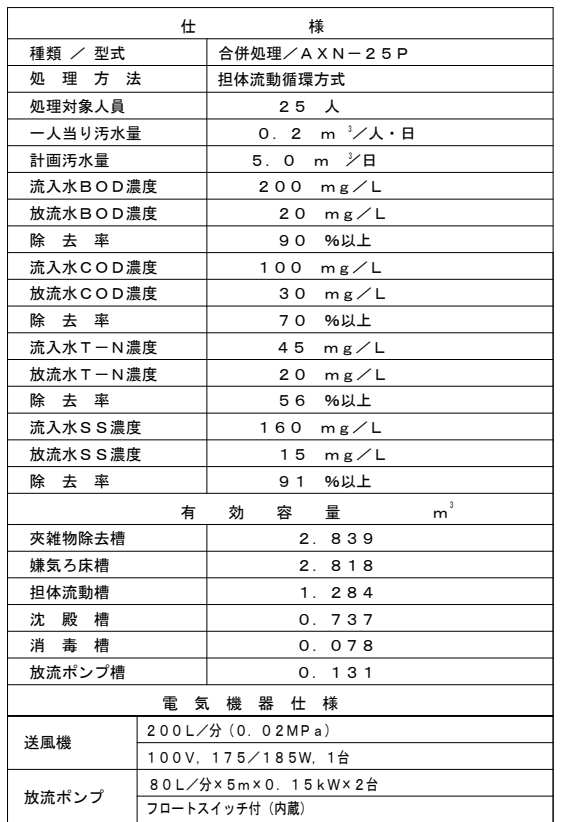 仕 様
種類 ／ 型式 合併処理／ＡＸＮ－２５Ｐ
処 理 方 法 担体流動循環方式
処理対象人員 ２５ 人
一人当り汚水量 ０．２ ｍ³／人・日
計画汚水量 ５．０ ｍ³／日
流入水ＢＯＤ濃度 ２００ ｍｇ／Ｌ
放流水ＢＯＤ濃度 ２０ ｍｇ／Ｌ
除 去 率 ９０ %以上
流入水ＣＯＤ濃度 １００ ｍｇ／Ｌ
放流水ＣＯＤ濃度 ３０ ｍｇ／Ｌ
除 去 率 ７０ %以上
流入水Ｔ－Ｎ濃度 ４５ ｍｇ／Ｌ
放流水Ｔ－Ｎ濃度 ２０ ｍｇ／Ｌ
除 去 率 ５６ %以上
流入水ＳＳ濃度 １６０ ｍｇ／Ｌ
放流水ＳＳ濃度 １５ ｍｇ／Ｌ
除 去 率 ９１ %以上
有 効 容 量 ｍ³
夾雑物除去槽 ２．８３９
嫌気ろ床槽 ２．８１８
担体流動槽 １．２８４
沈 殿 槽 ０．７３７
消 毒 槽 ０．０７８
放流ポンプ槽 ０．１３１
電 気 機 器 仕 様
送風機 ２００Ｌ／分（０．０２ＭＰａ）
１００Ｖ，１７５／１８５Ｗ，１台
放流ポンプ ８０Ｌ／分×５ｍ×０．１５ｋＷ×２台
フロートスイッチ付（内蔵）